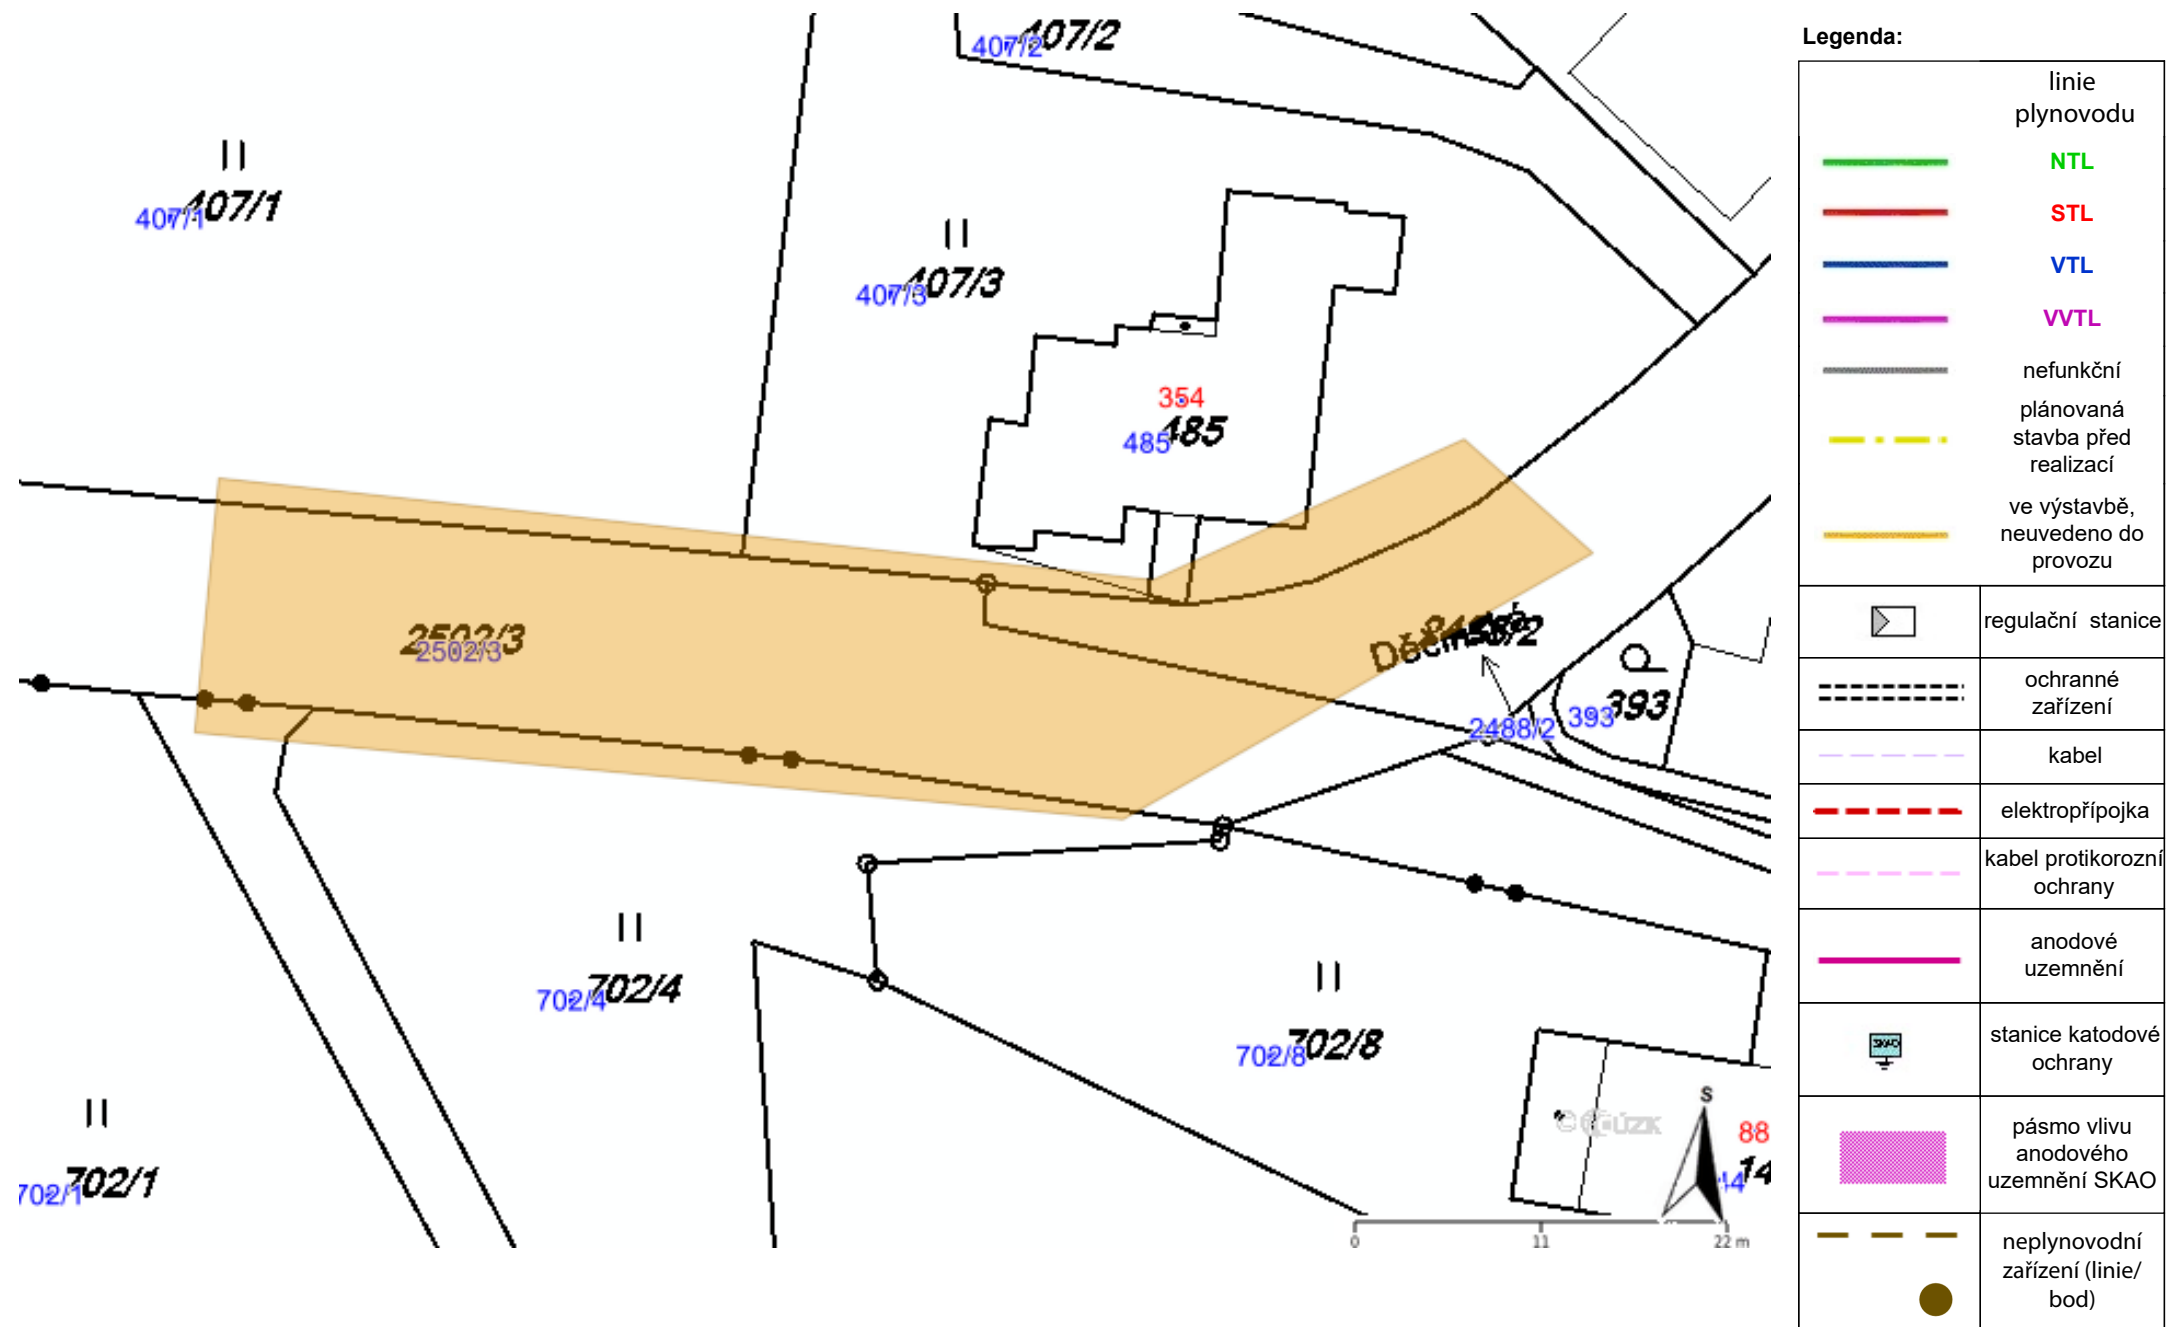 407/2
407/2
407/1
407/1
407/3
407/3
354
485
485
2502/3
2502/3
2488/2
393
393
702/4
702/4
702/8
702/8
702/1
702/1
88
14
S
0 11 22 m
Legenda:
linie
plynovodu
NTL
STL
VTL
VVTL
nefunkční
plánovaná
stavba před
realizací
ve výstavbě,
neuvedeno do
provozu
regulační stanice
ochranné
zařízení
kabel
elektropřípojka
kabel protikorozní
ochrany
anodové
uzemnění
SKAO
stanice katodové
ochrany
pásmo vlivu
anodového
uzemnění SKAO
neplynovodní
zařízení (linie/
bod)